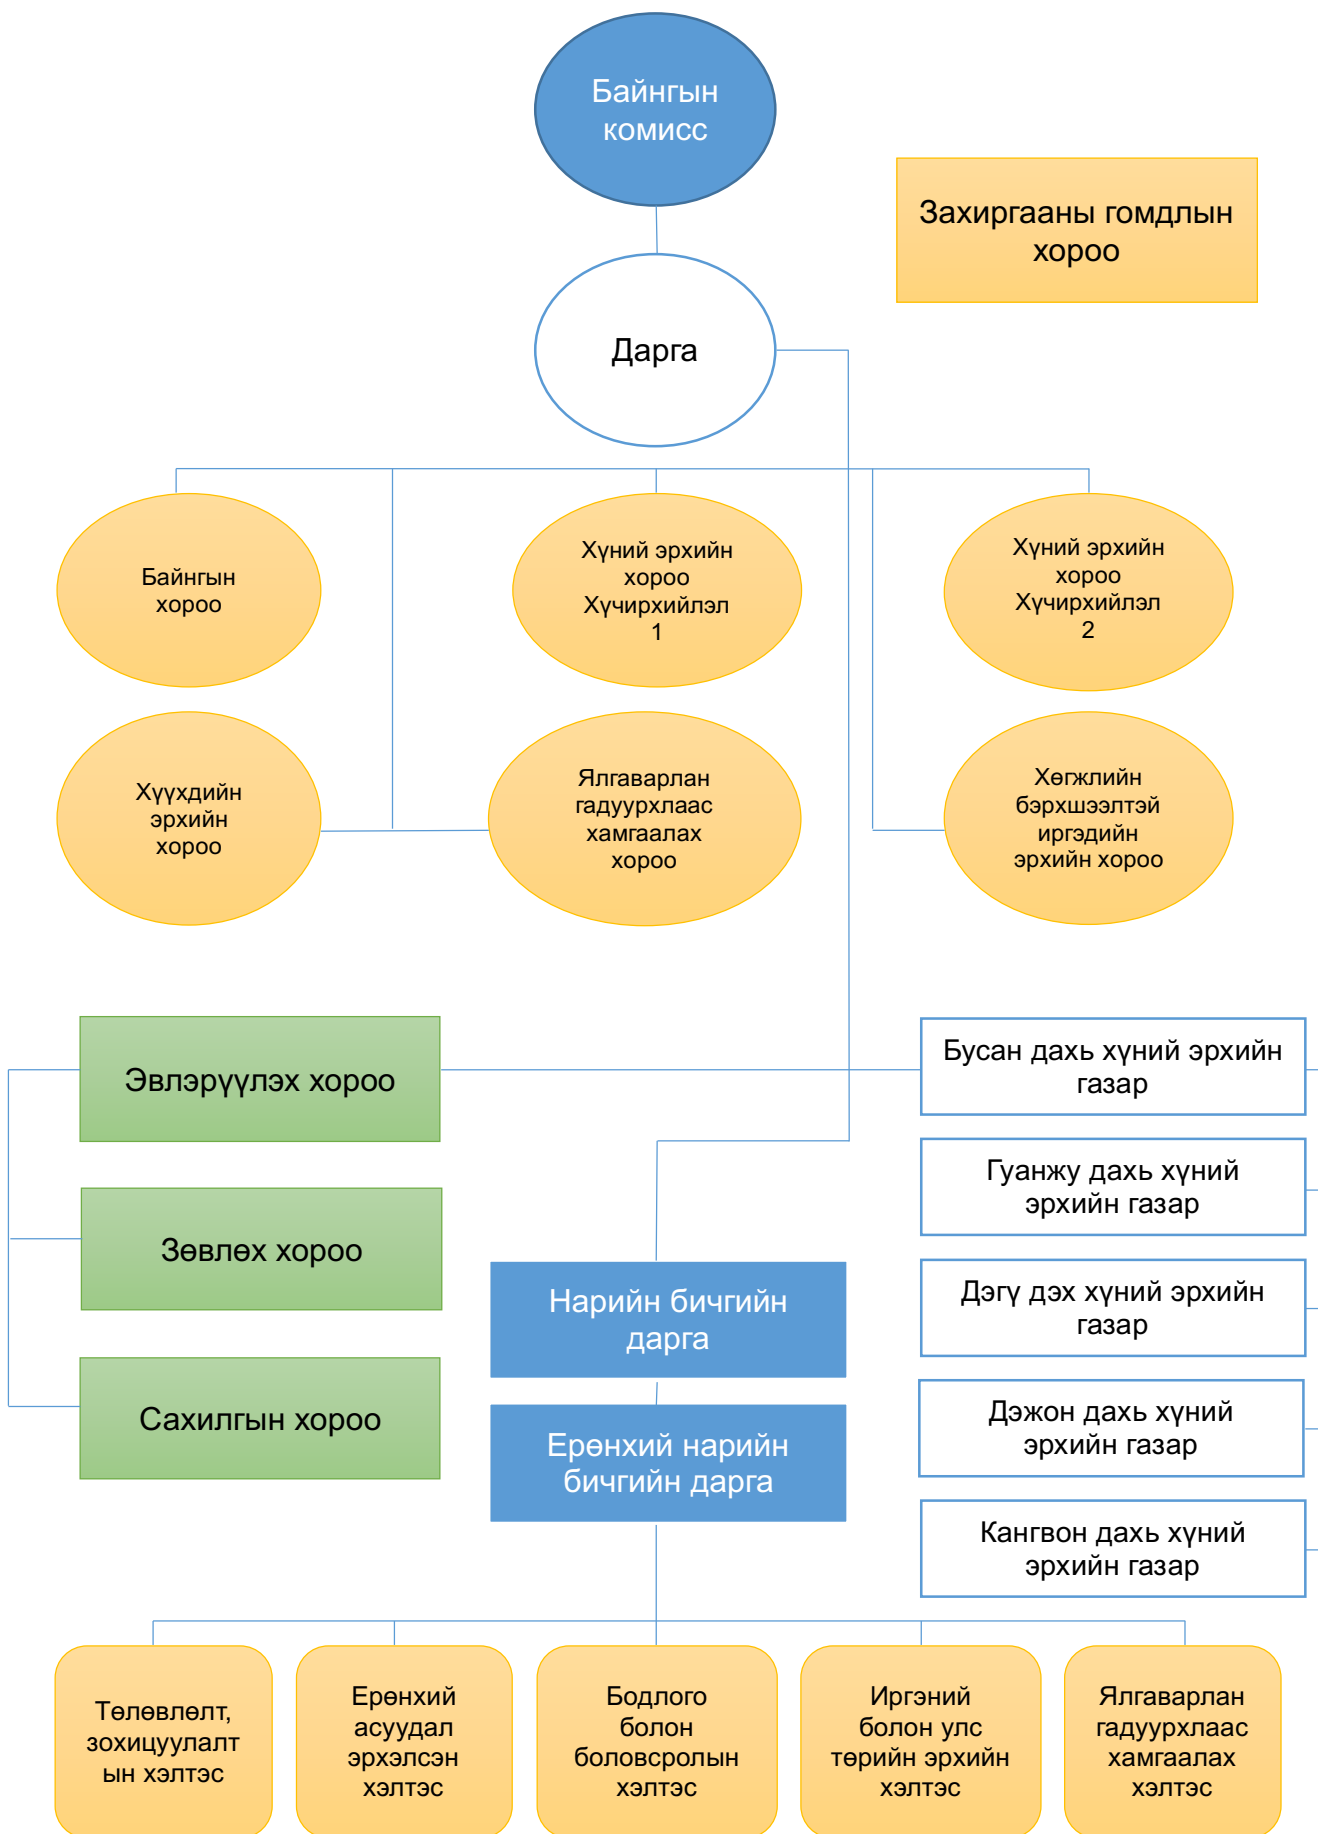 Байнгын
комисс
Захиргааны гомдлын
хороо
Дарга
Байнгын
хороо
Хүний эрхийн
хороо
Хүчирхийлэл
1
Хүний эрхийн
хороо
Хүчирхийлэл
2
Хүүхдийн
эрхийн
хороо
Ялгаварлан
гадуурхлаас
хамгаалах
хороо
Хөгжлийн
бэрхшээлтэй
иргэдийн
эрхийн хороо
Эвлэрүүлэх хороо
Зөвлөх хороо
Сахилгын хороо
Нарийн бичгийн
дарга
Ерөнхий нарийн
бичгийн дарга
Бусан дахь хүний эрхийн
газар
Гуанжу дахь хүний
эрхийн газар
Дэгү дэх хүний эрхийн
газар
Дэжон дахь хүний
эрхийн газар
Кангвон дахь хүний
эрхийн газар
Төлөвлөлт,
зохицуулалт
ын хэлтэс
Ерөнхий
асуудал
эрхэлсэн
хэлтэс
Бодлого
болон
боловсролын
хэлтэс
Иргэний
болон улс
төрийн эрхийн
хэлтэс
Ялгаварлан
гадуурхлаас
хамгаалах
хэлтэс